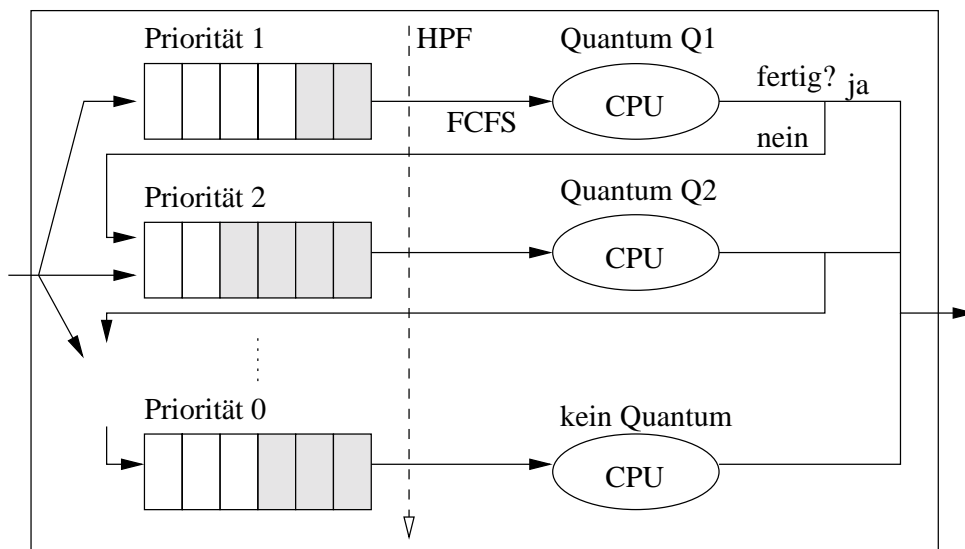 Priorität 1
HPF
Quantum Q1
fertig?
ja
CPU
FCFS
nein
Priorität 2
Quantum Q2
CPU
Priorität 0
kein Quantum
CPU